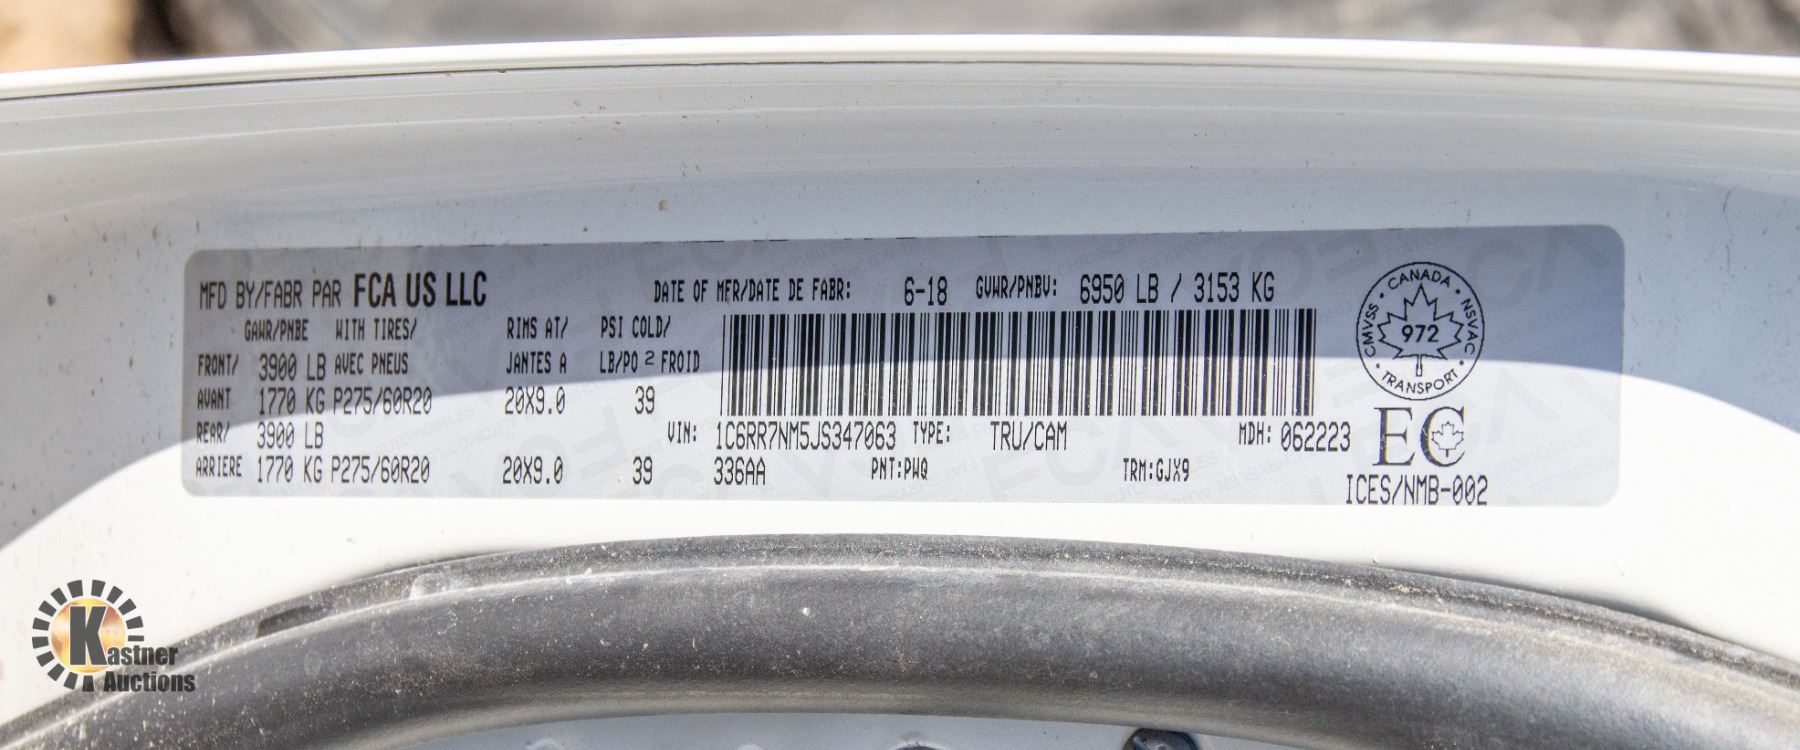 MFD BY/FABR PAR FCA US LLC DATE OF MFR/DATE DE FABR: 6-18 GVWR/PNBV: 6950 LB / 3153 KG
GAWR/PNBE WITH TIRES/ RIMS AT/ PSI COLD/
FRONT/ 3900 LB AVEC PNEUS JANTES A LB/PO 2 FROID
AVANT 1770 KG P275/60R20 20X9.0 39
REAR/ 3900 LB VIN: 1C6RR7NM5JS347063 TYPE: TRU/CAM MDH: 062223
ARRIERE 1770 KG P275/60R20 20X9.0 39 336AA PNT:PWQ TRM:GJX9
CANADA · NSVAC · TRANSPORT · CMVSS ·
972
EC
ICES/NMB-002
Kastner
Auctions